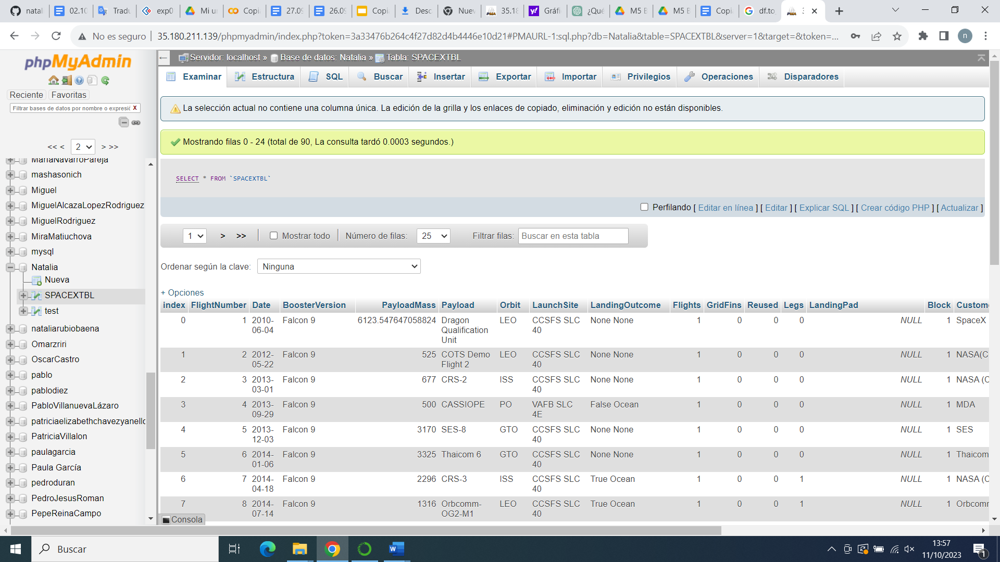 natali
02.10
Tradu
exp0
Mi ur
Copi
27.09
26.09
Copi
Desc
Nuev
35.18
Gráfi
¿Qué
M5 B
M5 B
Copi
df.to
3
No es seguro
35.180.211.139/phpmyadmin/index.php?token=3a33476b264c4f27d82d4b4446e10d21#PMAURL-1:sql.php?db=Natalia&table=SPACEXTBL&server=1&target=&token=...
n
phpMyAdmin
Reciente Favoritas
Filtrar bases de datos por nombre o expresió X
<< < 2 > >>
MariaNavarroPareja
mashasonich
Miguel
MiguelAlcazaLopezRodriguez
MiguelRodriguez
MiraMatiuchova
mysql
Natalia
Nueva
SPACEXTBL
test
nataliarubiobaena
Omarzriri
OscarCastro
pablo
pablodiez
PabloVillanuevaLázaro
patriciaelizabethchavezyanello
PatriciaVillalon
paulagarcia
Paula García
pedroduran
PedroJesusRoman
PepeReinaCampo
Servidor: localhost » Base de datos: Natalia » Tabla: SPACEXTBL
Examinar Estructura SQL Buscar Insertar Exportar Importar Privilegios Operaciones Disparadores
La selección actual no contiene una columna única. La edición de la grilla y los enlaces de copiado, eliminación y edición no están disponibles.
Mostrando filas 0 - 24 (total de 90, La consulta tardó 0.0003 segundos.)
SELECT * FROM `SPACEXTBL`
Perfilando [ Editar en línea ] [ Editar ] [ Explicar SQL ] [ Crear código PHP ] [ Actualizar ]
1 > >> Mostrar todo Número de filas: 25 Filtrar filas: Buscar en esta tabla
Ordenar según la clave: Ninguna
+ Opciones
index FlightNumber Date BoosterVersion PayloadMass Payload Orbit LaunchSite LandingOutcome Flights GridFins Reused Legs LandingPad Block Custome
0 1 2010-06-04 Falcon 9 6123.547647058824 Dragon Qualification Unit LEO CCSFS SLC 40 None None 1 0 0 0 NULL 1 SpaceX
1 2 2012-05-22 Falcon 9 525 COTS Demo Flight 2 LEO CCSFS SLC 40 None None 1 0 0 0 NULL 1 NASA(C
2 3 2013-03-01 Falcon 9 677 CRS-2 ISS CCSFS SLC 40 None None 1 0 0 0 NULL 1 NASA (C
3 4 2013-09-29 Falcon 9 500 CASSIOPE PO VAFB SLC 4E False Ocean 1 0 0 0 NULL 1 MDA
4 5 2013-12-03 Falcon 9 3170 SES-8 GTO CCSFS SLC 40 None None 1 0 0 0 NULL 1 SES
5 6 2014-01-06 Falcon 9 3325 Thaicom 6 GTO CCSFS SLC 40 None None 1 0 0 0 NULL 1 Thaicom
6 7 2014-04-18 Falcon 9 2296 CRS-3 ISS CCSFS SLC 40 True Ocean 1 0 0 1 NULL 1 NASA (C
7 8 2014-07-14 Falcon 9 1316 Orbcomm-OG2-M1 LEO CCSFS SLC 40 True Ocean 1 0 0 1 NULL 1 Orbcomm
Consola
Buscar
13:57
11/10/2023
1